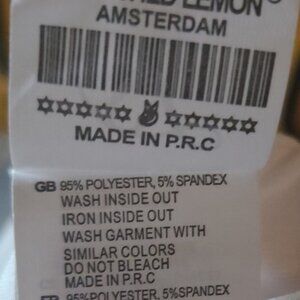 LEMON®
AMSTERDAM
MADE IN P.R.C
GB 95% POLYESTER, 5% SPANDEX
WASH INSIDE OUT
IRON INSIDE OUT
WASH GARMENT WITH
SIMILAR COLORS
DO NOT BLEACH
MADE IN P.R.C
95% POLYESTER, 5% SPANDEX